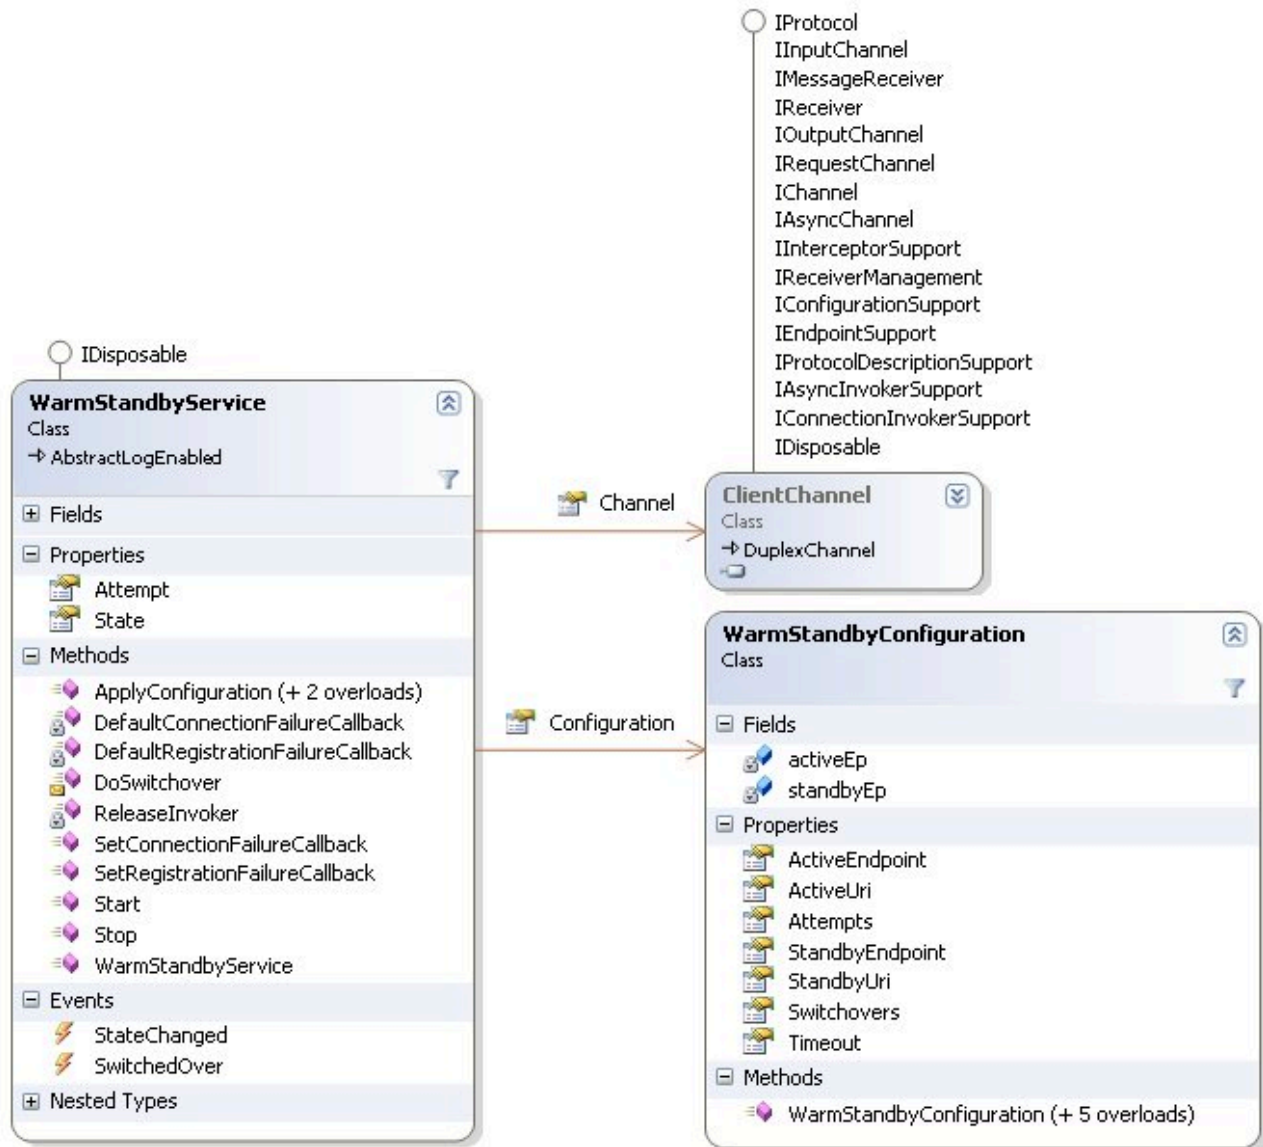 IProtocol
IInputChannel
IMessageReceiver
IReceiver
IOutputChannel
IRequestChannel
IChannel
IAsyncChannel
IInterceptorSupport
IReceiverManagement
IConfigurationSupport
IEndpointSupport
IProtocolDescriptionSupport
IAsyncInvokerSupport
IConnectionInvokerSupport
IDisposable
IDisposable
WarmStandbyService
Class
AbstractLogEnabled
Fields
Properties
Attempt
State
Methods
ApplyConfiguration (+ 2 overloads)
DefaultConnectionFailureCallback
DefaultRegistrationFailureCallback
DoSwitchover
ReleaseInvoker
SetConnectionFailureCallback
SetRegistrationFailureCallback
Start
Stop
WarmStandbyService
Events
StateChanged
SwitchedOver
Nested Types
Channel
ClientChannel
Class
DuplexChannel
Configuration
WarmStandbyConfiguration
Class
Fields
activeEp
standbyEp
Properties
ActiveEndpoint
ActiveUri
Attempts
StandbyEndpoint
StandbyUri
Switchovers
Timeout
Methods
WarmStandbyConfiguration (+ 5 overloads)